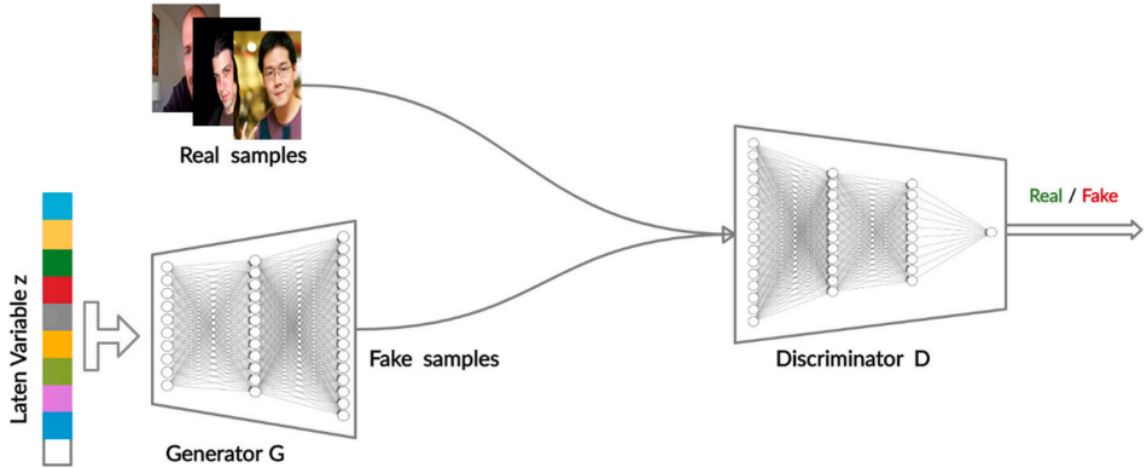 Real samples
Real / Fake
Laten Variable z
Fake samples
Discriminator D
Generator G